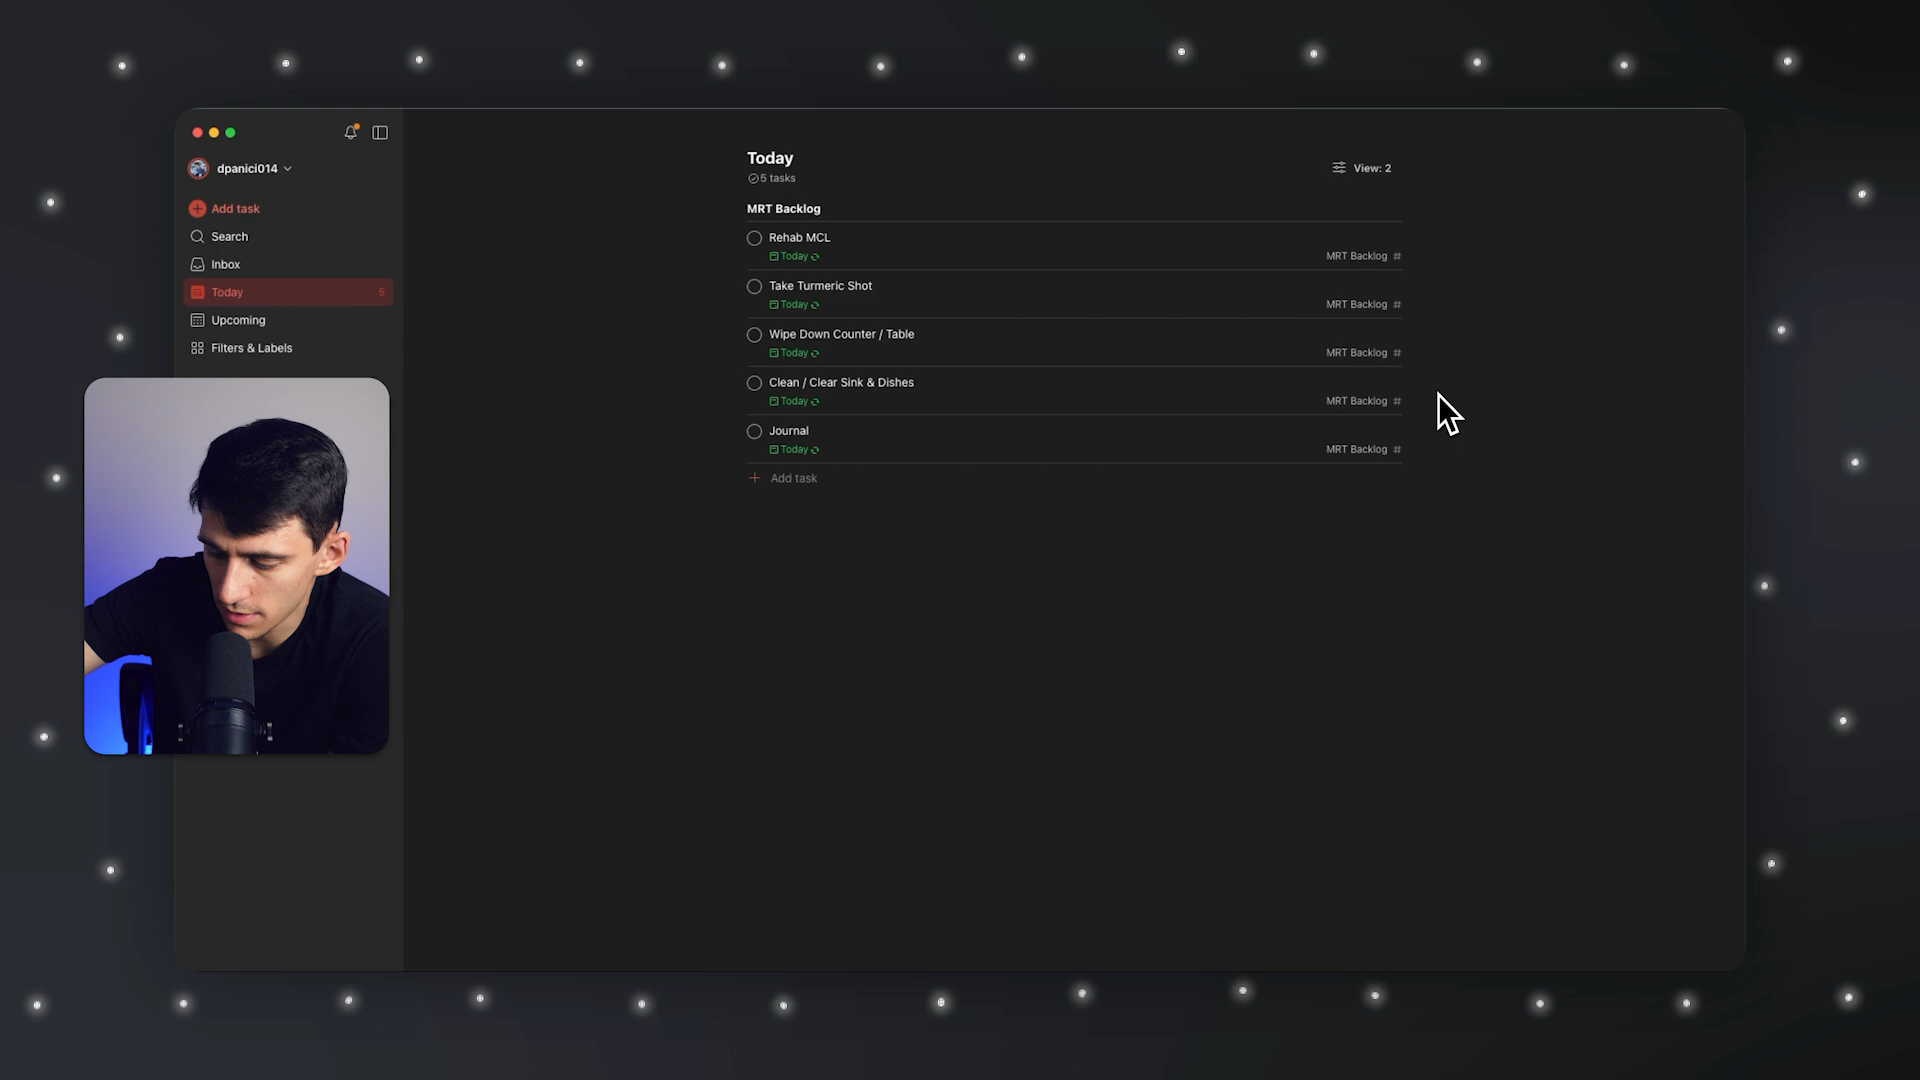 dpanici014
Add task
Search
Inbox
Today 5
Upcoming
Filters & Labels
Today
5 tasks
View: 2
MRT Backlog
Rehab MCL
Today MRT Backlog #
Take Turmeric Shot
Today MRT Backlog #
Wipe Down Counter / Table
Today MRT Backlog #
Clean / Clear Sink & Dishes
Today MRT Backlog #
Journal
Today MRT Backlog #
Add task